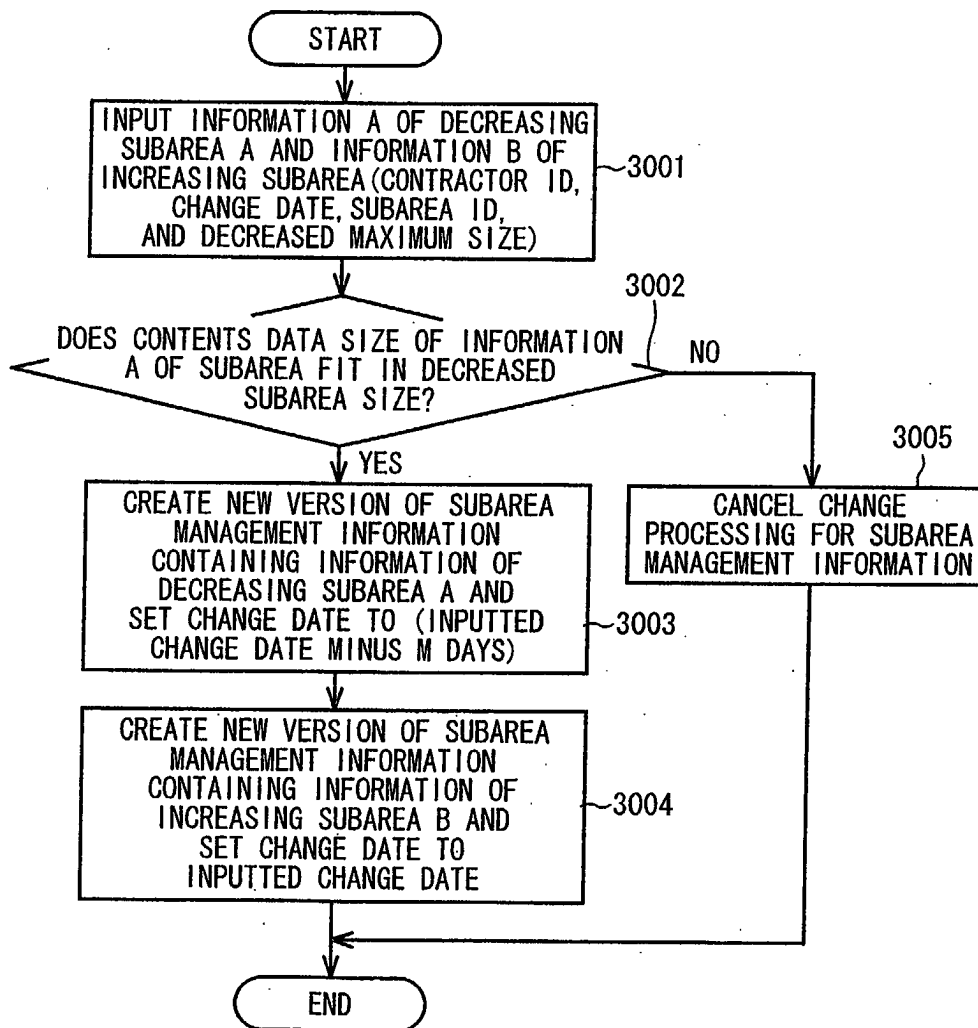 START
INPUT INFORMATION A OF DECREASING
SUBAREA A AND INFORMATION B OF
INCREASING SUBAREA(CONTRACTOR ID,
CHANGE DATE, SUBAREA ID,
AND DECREASED MAXIMUM SIZE)
3001
3002
DOES CONTENTS DATA SIZE OF INFORMATION
A OF SUBAREA FIT IN DECREASED
SUBAREA SIZE?
NO
YES
3005
CANCEL CHANGE
PROCESSING FOR SUBAREA
MANAGEMENT INFORMATION
CREATE NEW VERSION OF SUBAREA
MANAGEMENT INFORMATION
CONTAINING INFORMATION OF
DECREASING SUBAREA A AND
SET CHANGE DATE TO (INPUTTED
CHANGE DATE MINUS M DAYS)
3003
CREATE NEW VERSION OF SUBAREA
MANAGEMENT INFORMATION
CONTAINING INFORMATION OF
INCREASING SUBAREA B AND
SET CHANGE DATE TO
INPUTTED CHANGE DATE
3004
END